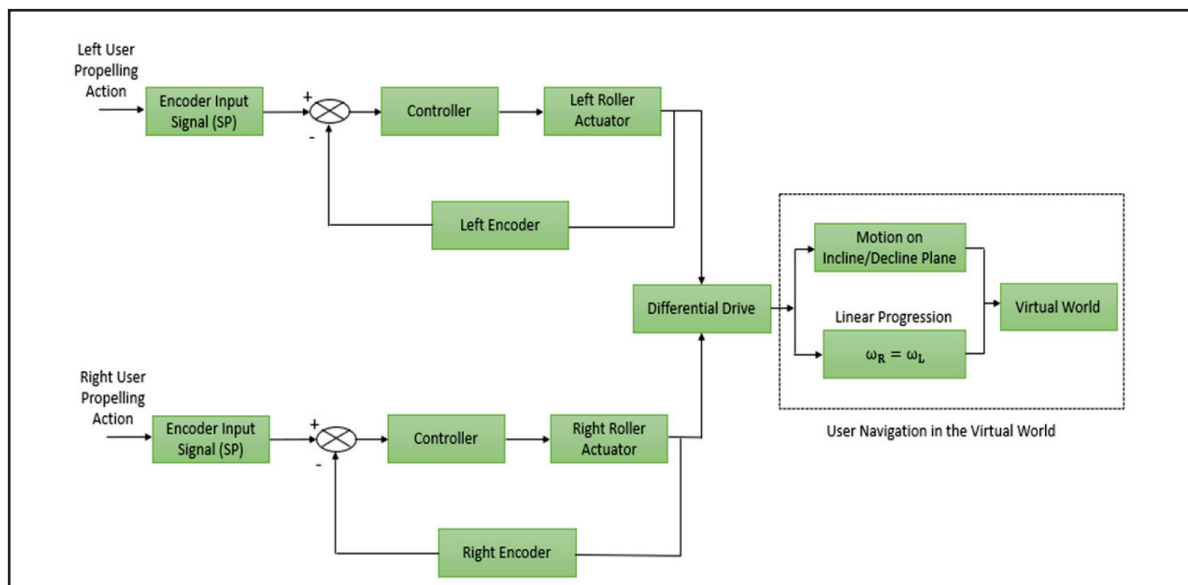 Left User
Propelling
Action
Encoder Input
Signal (SP)
+
-
Controller
Left Roller
Actuator
Left Encoder
Differential Drive
Motion on
Incline/Decline Plane
Linear Progression
ω_R = ω_L
Virtual World
User Navigation in the Virtual World
Right User
Propelling
Action
Encoder Input
Signal (SP)
+
-
Controller
Right Roller
Actuator
Right Encoder